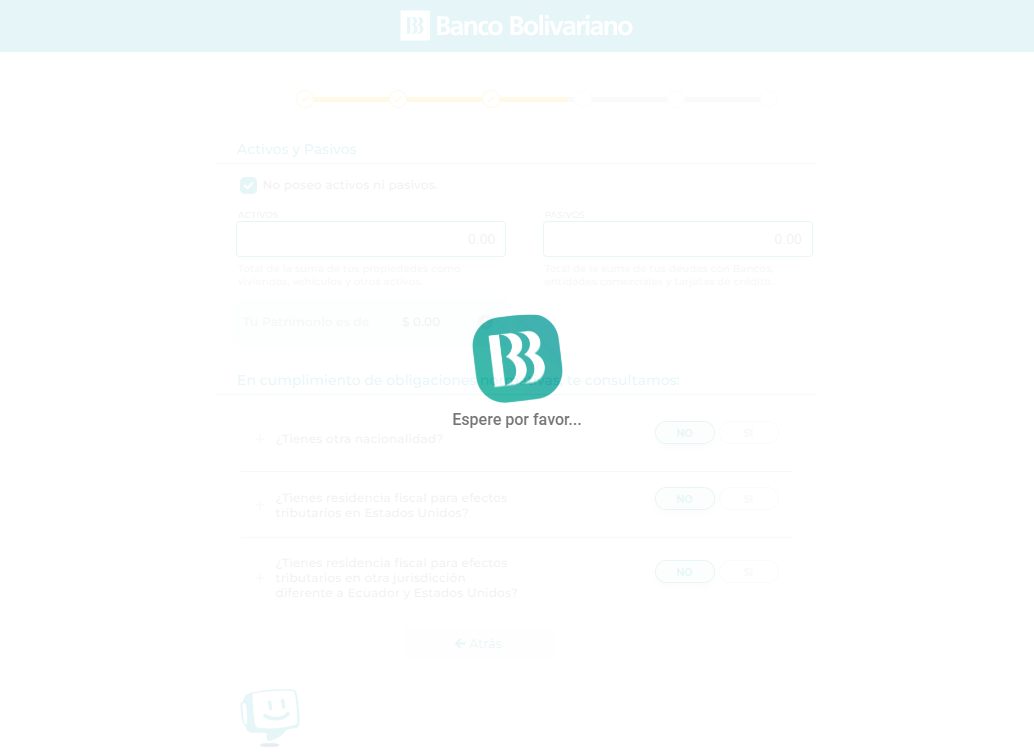 Banco Bolivariano
Activos y Pasivos
No poseo activos ni pasivos.
ACTIVOS
PASIVOS
0.00
0.00
Total de la suma de tus propiedades como
viviendas, vehículos y otros activos.
Total de la suma de tus deudas con Bancos,
entidades comerciales y tarjetas de crédito.
Tu Patrimonio es de $ 0.00
En cumplimiento de obligaciones te consultamos:
Espere por favor...
+ ¿Tienes otra nacionalidad?
NO SI
+ ¿Tienes residencia fiscal para efectos
tributarios en Estados Unidos?
NO SI
+ ¿Tienes residencia fiscal para efectos
tributarios en otra jurisdicción
diferente a Ecuador y Estados Unidos?
NO SI
← Atrás